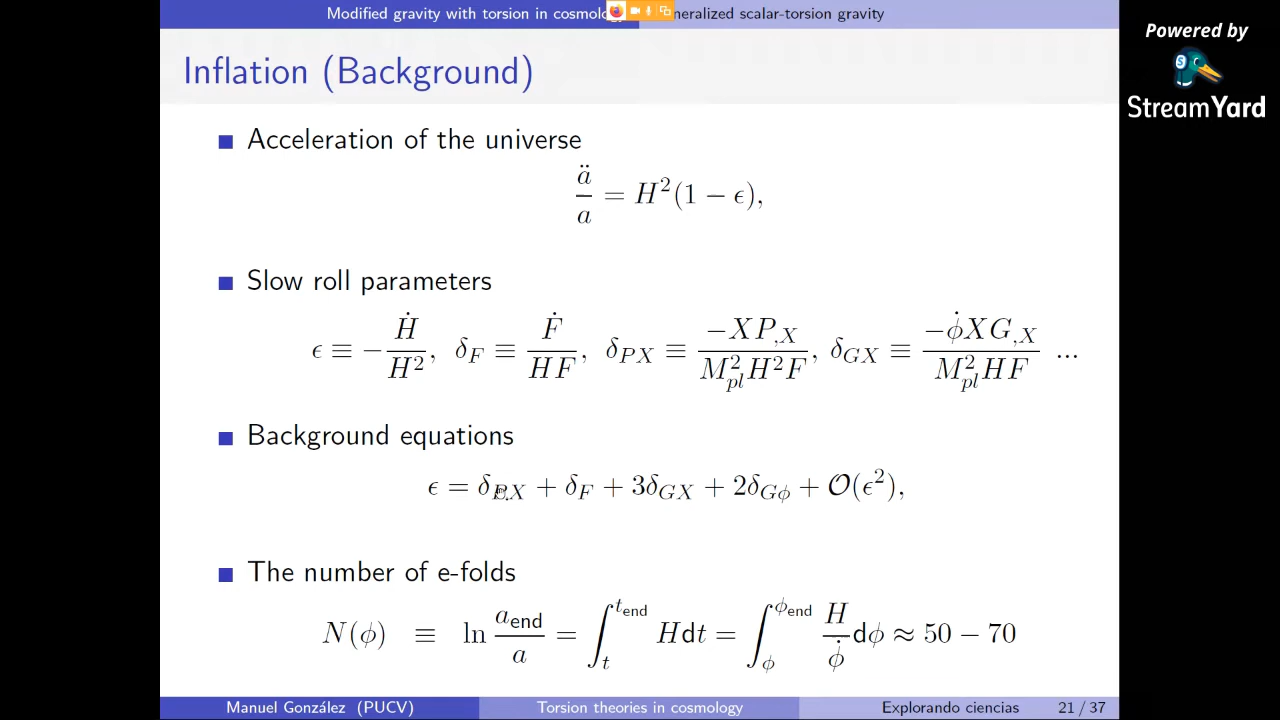 Modified gravity with torsion in cosmology neralized scalar-torsion gravity
Powered by
StreamYard
Inflation (Background)
Acceleration of the universe
ä/a = H²(1 − ϵ),
Slow roll parameters
ϵ ≡ −Ḣ/H², δ_F ≡ Ḟ/HF, δ_PX ≡ −XP_,X/M²_pl H²F, δ_GX ≡ −ϕ̇XG_,X/M²_pl HF ...
Background equations
ϵ = δ_PX + δ_F + 3δ_GX + 2δ_Gϕ + 𝒪(ϵ²),
The number of e-folds
N(ϕ) ≡ ln a_end/a = ∫_t^t_end Hdt = ∫_ϕ^ϕ_end H/ϕ̇ dϕ ≈ 50 − 70
Manuel González (PUCV) Torsion theories in cosmology Explorando ciencias 21 / 37